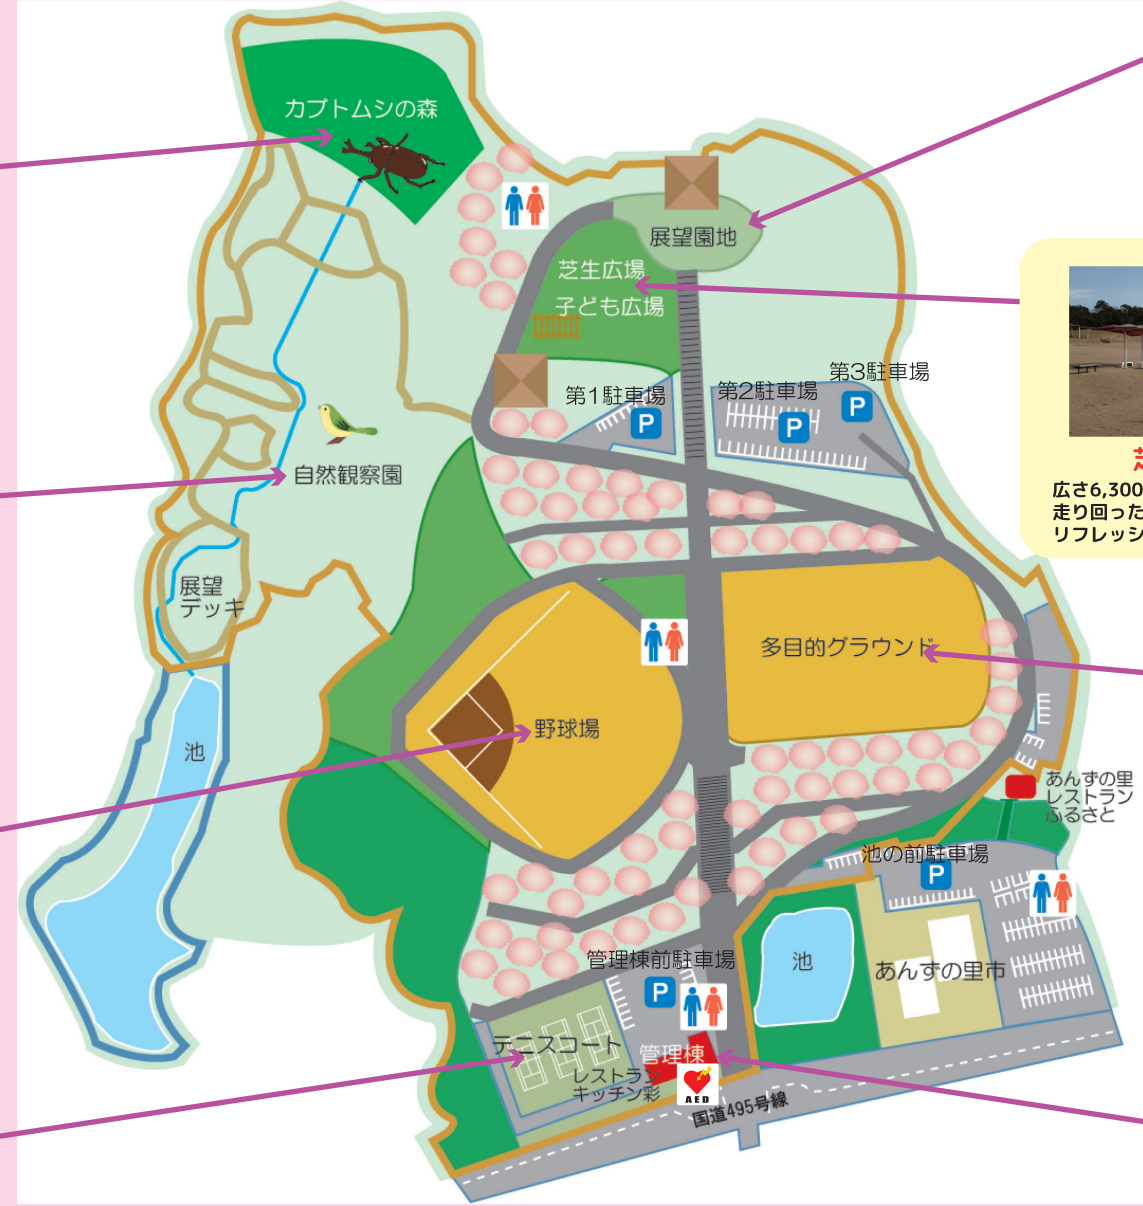 カブトムシの森
展望園地
芝生広場
子ども広場
第3駐車場
第1駐車場
第2駐車場
P
P
P
自然観察園
広さ6,300
走り回った
リフレッシ
展望
デッキ
多目的グラウンド
野球場
池
あんずの里
レストラン
ふるさと
池の前駐車場
P
管理棟前駐車場
池
あんずの里市
P
テニスコート
管理棟
レストラン
キッチン彩
AED
国道495号線